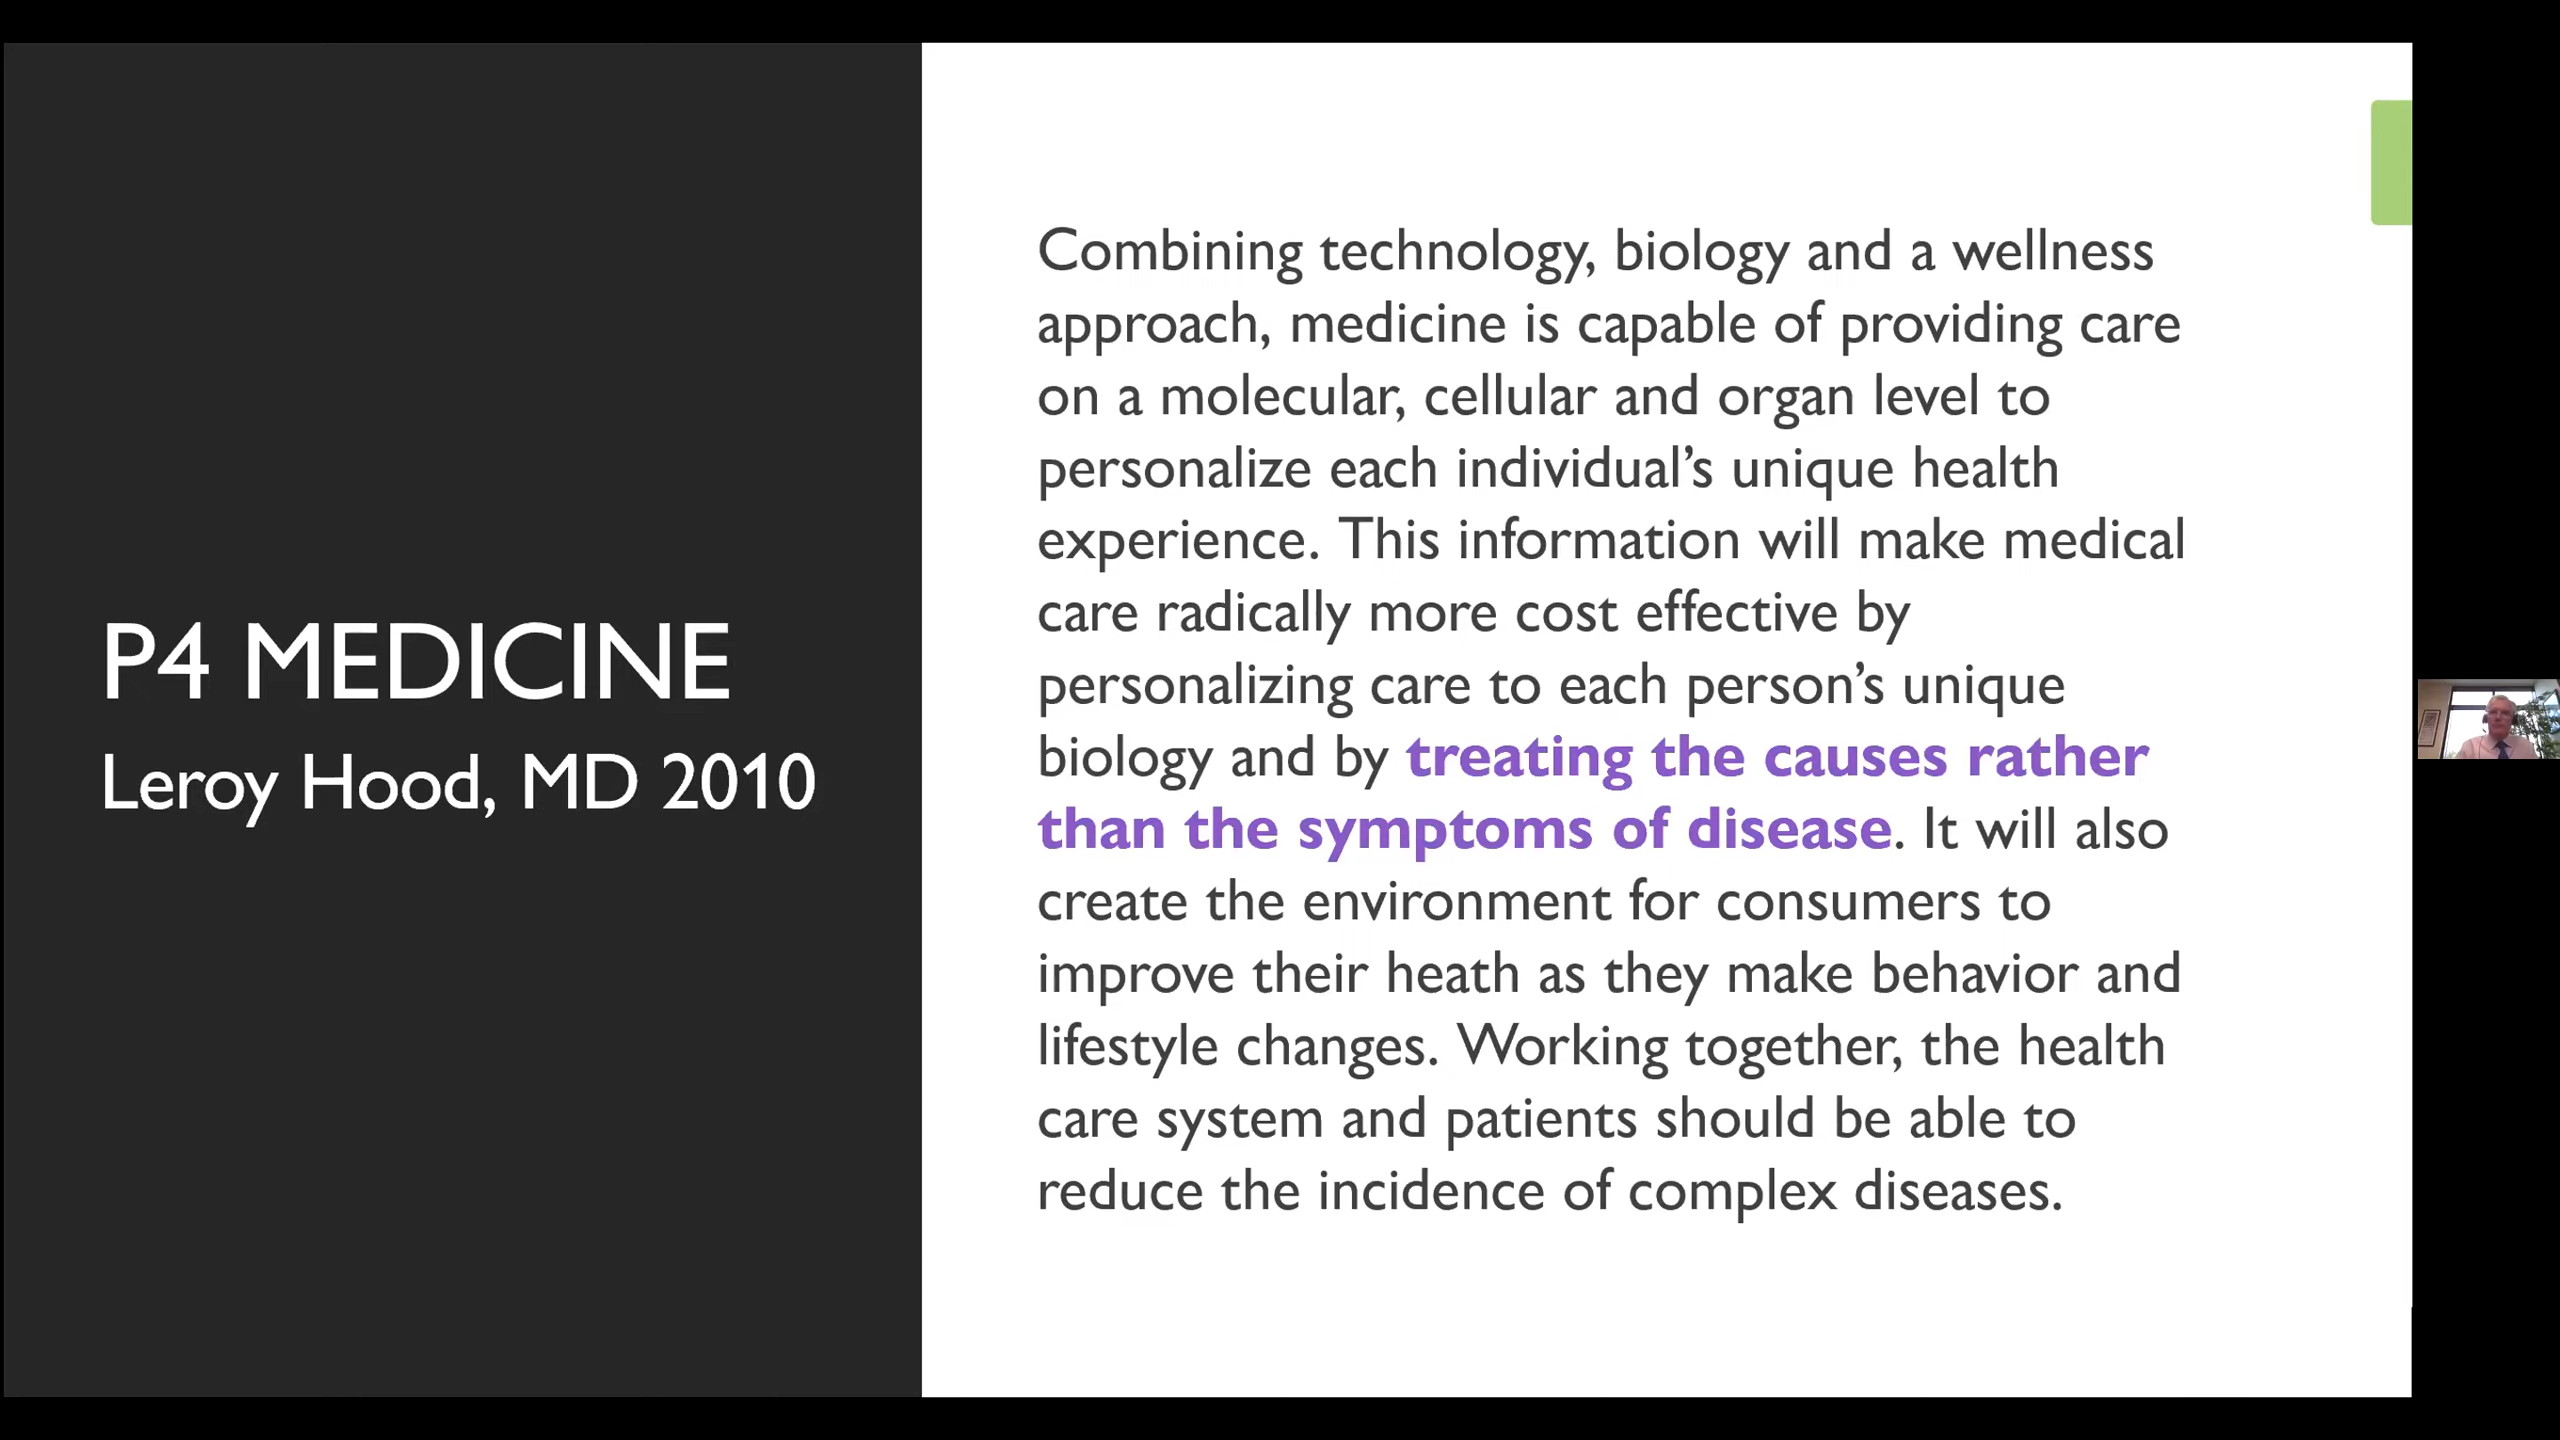 P4 MEDICINE
Leroy Hood, MD 2010
Combining technology, biology and a wellness
approach, medicine is capable of providing care
on a molecular, cellular and organ level to
personalize each individual’s unique health
experience. This information will make medical
care radically more cost effective by
personalizing care to each person’s unique
biology and by treating the causes rather
than the symptoms of disease. It will also
create the environment for consumers to
improve their heath as they make behavior and
lifestyle changes. Working together, the health
care system and patients should be able to
reduce the incidence of complex diseases.